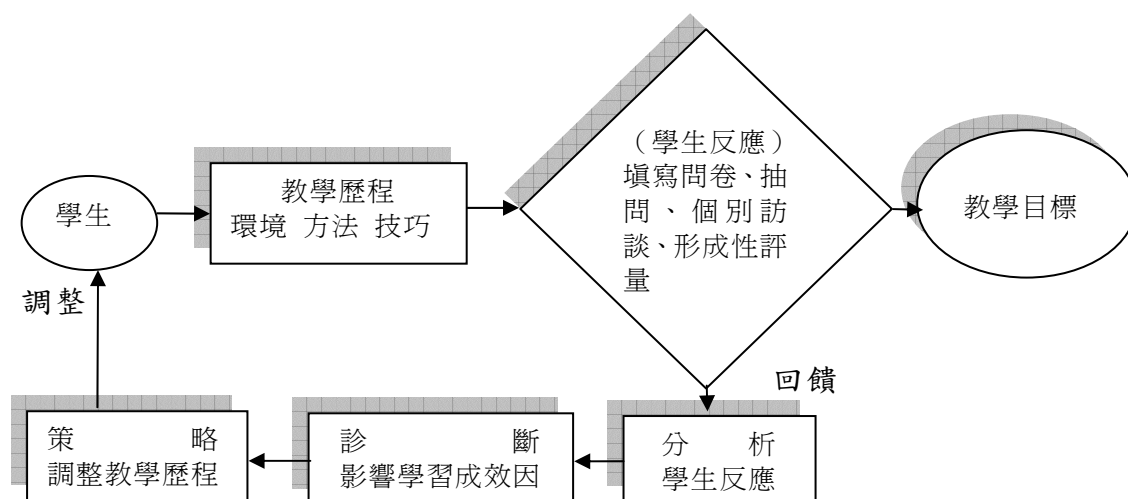 學生
教學歷程
環境 方法 技巧
（學生反應）
填寫問卷、抽
問、個別訪
談、形成性評
量
教學目標
調整
回饋
策 略
調整教學歷程
診 斷
影響學習成效因
分 析
學生反應